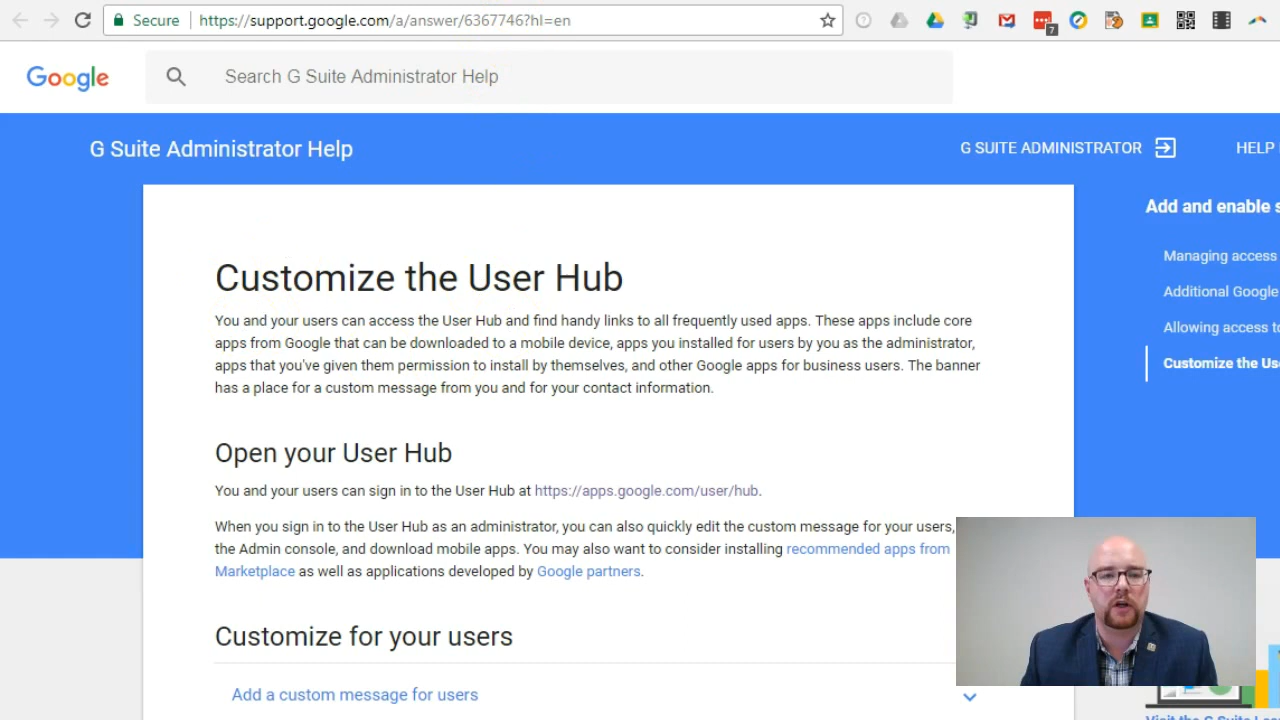 Secure https://support.google.com/a/answer/6367746?hl=en
7
Google
Search G Suite Administrator Help
G Suite Administrator Help
G SUITE ADMINISTRATOR
HELP
Add and enable s
Managing access
Additional Google
Allowing access to
Customize the Use
Customize the User Hub
You and your users can access the User Hub and find handy links to all frequently used apps. These apps include core
apps from Google that can be downloaded to a mobile device, apps you installed for users by you as the administrator,
apps that you've given them permission to install by themselves, and other Google apps for business users. The banner
has a place for a custom message from you and for your contact information.
Open your User Hub
You and your users can sign in to the User Hub at https://apps.google.com/user/hub.
When you sign in to the User Hub as an administrator, you can also quickly edit the custom message for your users,
the Admin console, and download mobile apps. You may also want to consider installing recommended apps from
Marketplace as well as applications developed by Google partners.
Customize for your users
Add a custom message for users